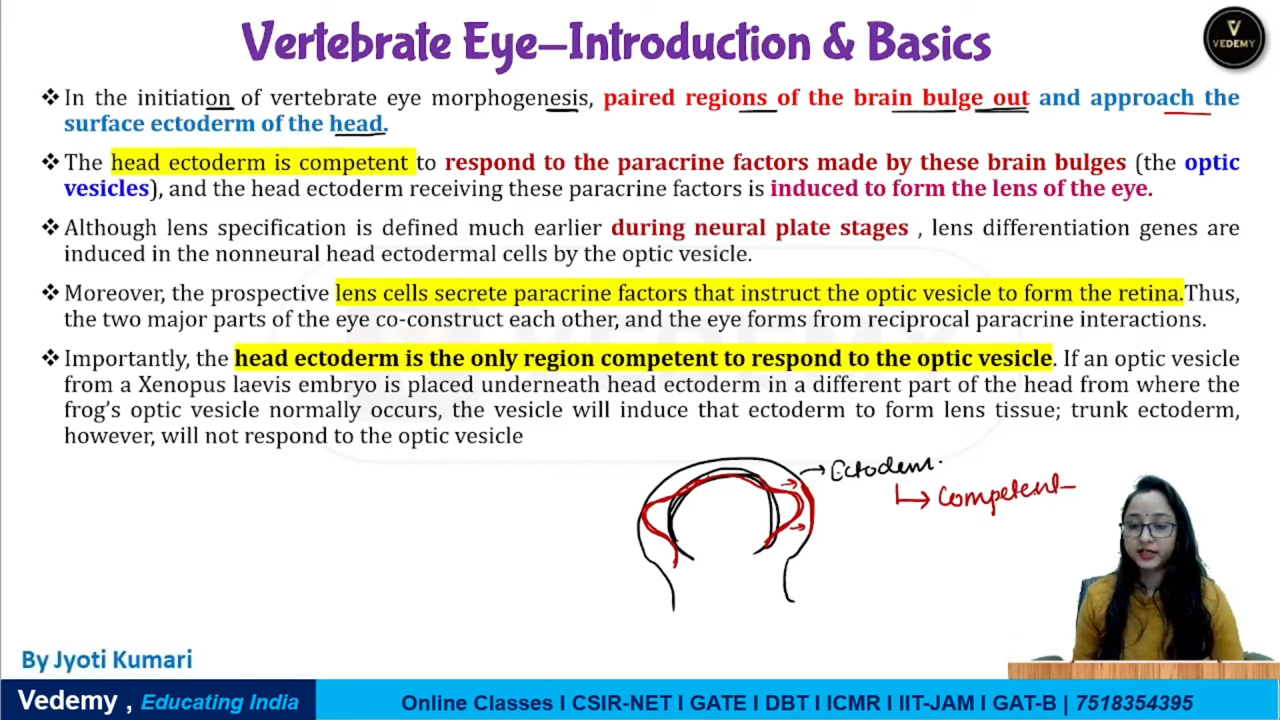 Vertebrate Eye–Introduction & Basics
VEDEMY
❖ In the initiation of vertebrate eye morphogenesis, paired regions of the brain bulge out and approach the
surface ectoderm of the head.
❖ The head ectoderm is competent to respond to the paracrine factors made by these brain bulges (the optic
vesicles), and the head ectoderm receiving these paracrine factors is induced to form the lens of the eye.
❖ Although lens specification is defined much earlier during neural plate stages , lens differentiation genes are
induced in the nonneural head ectodermal cells by the optic vesicle.
❖ Moreover, the prospective lens cells secrete paracrine factors that instruct the optic vesicle to form the retina.Thus,
the two major parts of the eye co-construct each other, and the eye forms from reciprocal paracrine interactions.
❖ Importantly, the head ectoderm is the only region competent to respond to the optic vesicle. If an optic vesicle
from a Xenopus laevis embryo is placed underneath head ectoderm in a different part of the head from where the
frog's optic vesicle normally occurs, the vesicle will induce that ectoderm to form lens tissue; trunk ectoderm,
however, will not respond to the optic vesicle
Ectoderm.
Competent
By Jyoti Kumari
Vedemy , Educating India
Online Classes I CSIR-NET I GATE I DBT I ICMR I IIT-JAM I GAT-B | 7518354395